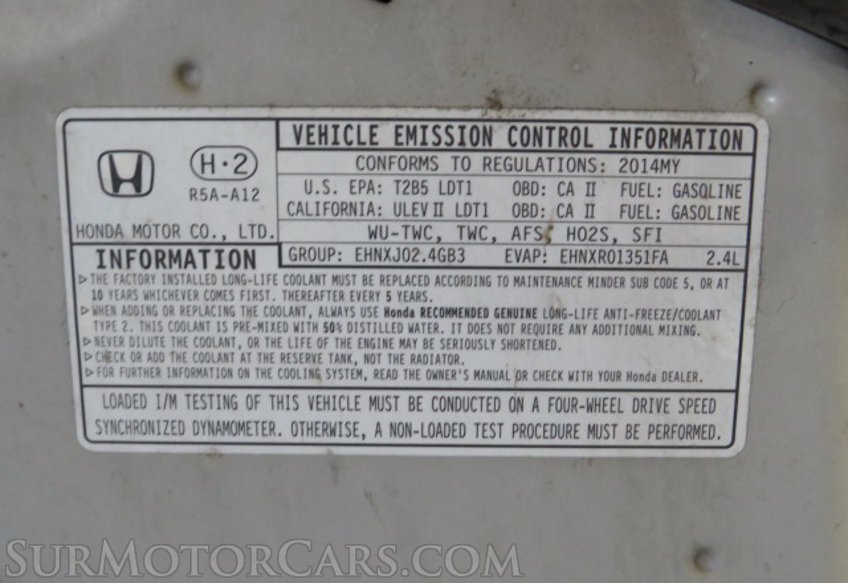 VEHICLE EMISSION CONTROL INFORMATION
H·2
R5A-A12
HONDA MOTOR CO., LTD.
CONFORMS TO REGULATIONS: 2014MY
U.S. EPA: T2B5 LDT1 OBD: CA II FUEL: GASOLINE
CALIFORNIA: ULEV II LDT1 OBD: CA II FUEL: GASOLINE
WU-TWC, TWC, AFS, HO2S, SFI
GROUP: EHNXJ02.4GB3 EVAP: EHNXR01351FA 2.4L
INFORMATION
▷THE FACTORY INSTALLED LONG-LIFE COOLANT MUST BE REPLACED ACCORDING TO MAINTENANCE MINDER SUB CODE 5, OR AT
10 YEARS WHICHEVER COMES FIRST. THEREAFTER EVERY 5 YEARS.
▷WHEN ADDING OR REPLACING THE COOLANT, ALWAYS USE Honda RECOMMENDED GENUINE LONG-LIFE ANTI-FREEZE/COOLANT
TYPE 2. THIS COOLANT IS PRE-MIXED WITH 50% DISTILLED WATER. IT DOES NOT REQUIRE ANY ADDITIONAL MIXING.
▷NEVER DILUTE THE COOLANT, OR THE LIFE OF THE ENGINE MAY BE SERIOUSLY SHORTENED.
▷CHECK OR ADD THE COOLANT AT THE RESERVE TANK, NOT THE RADIATOR.
▷FOR FURTHER INFORMATION ON THE COOLING SYSTEM, READ THE OWNER'S MANUAL OR CHECK WITH YOUR Honda DEALER.
LOADED I/M TESTING OF THIS VEHICLE MUST BE CONDUCTED ON A FOUR-WHEEL DRIVE SPEED
SYNCHRONIZED DYNAMOMETER. OTHERWISE, A NON-LOADED TEST PROCEDURE MUST BE PERFORMED.
SURMOTORCARS.COM